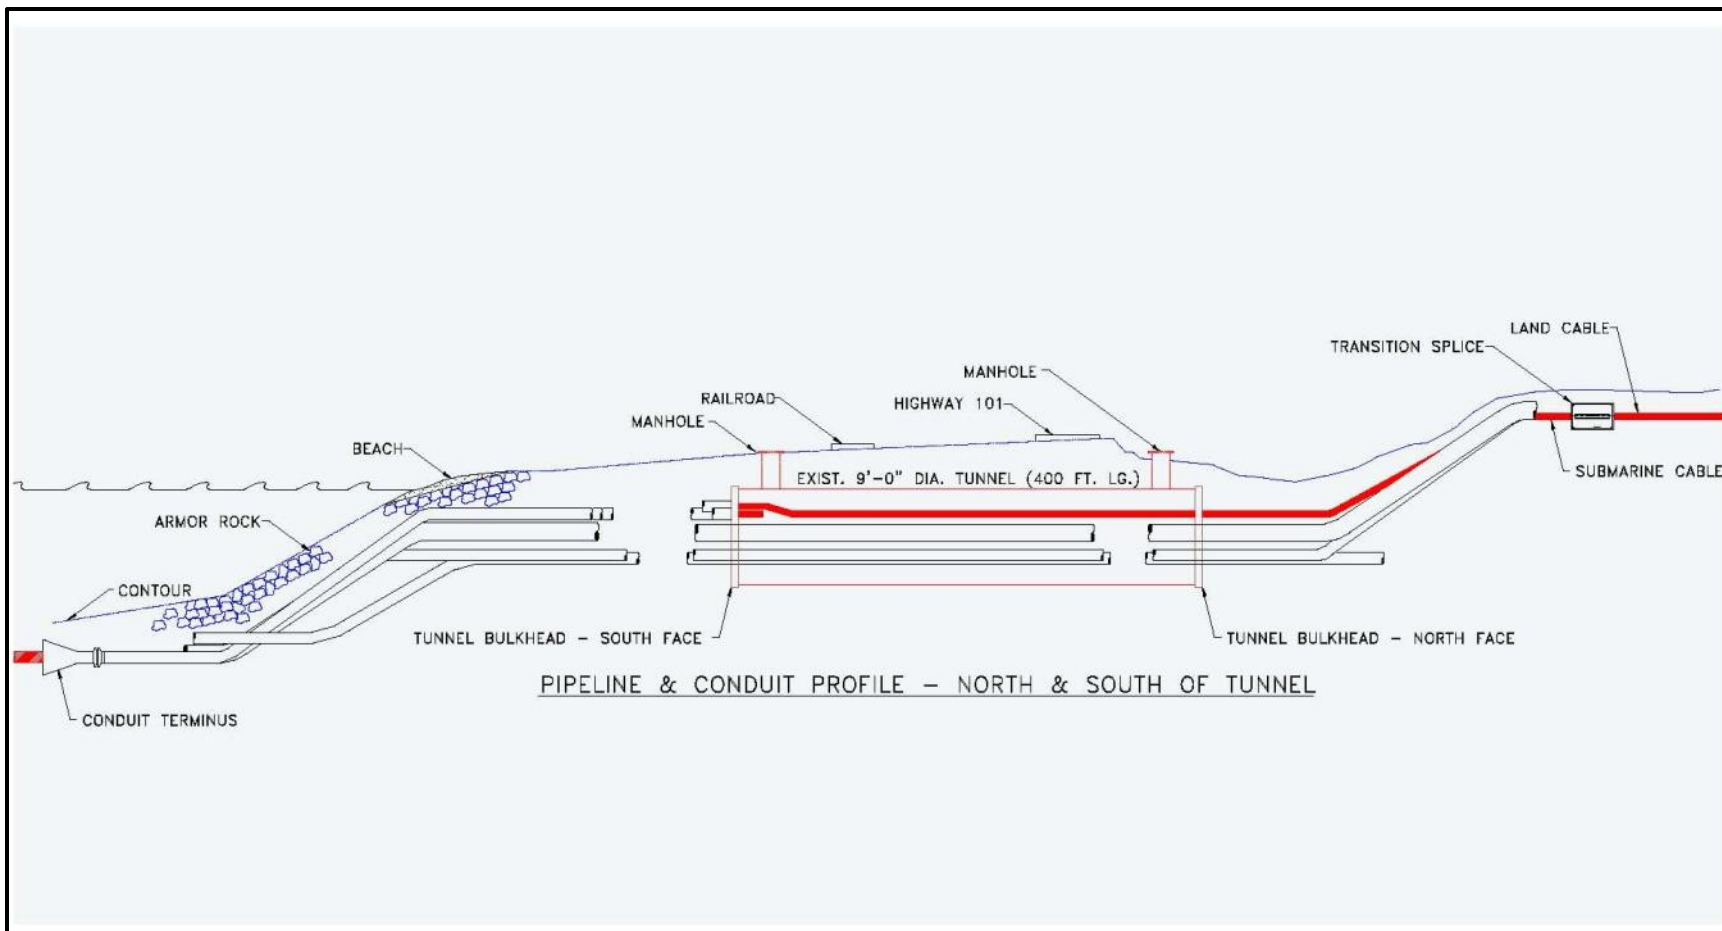 LAND CABLE
TRANSITION SPLICE
MANHOLE
RAILROAD
HIGHWAY 101
MANHOLE
BEACH
SUBMARINE CABLE
EXIST. 9'-0" DIA. TUNNEL (400 FT. LG.)
ARMOR ROCK
CONTOUR
TUNNEL BULKHEAD - SOUTH FACE
TUNNEL BULKHEAD - NORTH FACE
PIPELINE & CONDUIT PROFILE - NORTH & SOUTH OF TUNNEL
CONDUIT TERMINUS